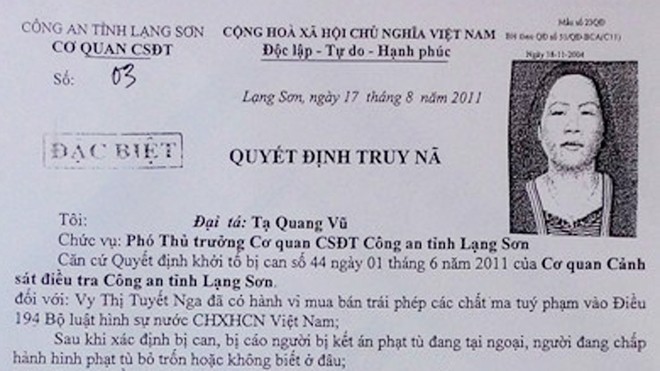 CÔNG AN TỈNH LẠNG SƠN
CƠ QUAN CSĐT
Số: 03
CỘNG HOÀ XÃ HỘI CHỦ NGHĨA VIỆT NAM
Độc lập - Tự do - Hạnh phúc
Mẫu số 23QĐ
BH theo QĐ số
Ngày 18-11-2004
Lạng Sơn, ngày 17 tháng 8 năm 2011
ĐẶC BIỆT
QUYẾT ĐỊNH TRUY NÃ
Tôi: Đại tá: Tạ Quang Vũ
Chức vụ: Phó Thủ trưởng Cơ quan CSĐT Công an tỉnh Lạng Sơn
Căn cứ Quyết định khởi tố bị can số 44 ngày 01 tháng 6 năm 2011 của Cơ quan Cảnh
sát điều tra Công an tỉnh Lạng Sơn.
đối với: Vy Thị Tuyết Nga đã có hành vi mua bán trái phép các chất ma tuý phạm vào Điều
194 Bộ luật hình sự nước CHXHCN Việt Nam;
Sau khi xác định bị can, bị cáo người bị kết án phạt tù đang tại ngoại, người đang chấp
hành hình phạt tù bỏ trốn hoặc không biết ở đâu;